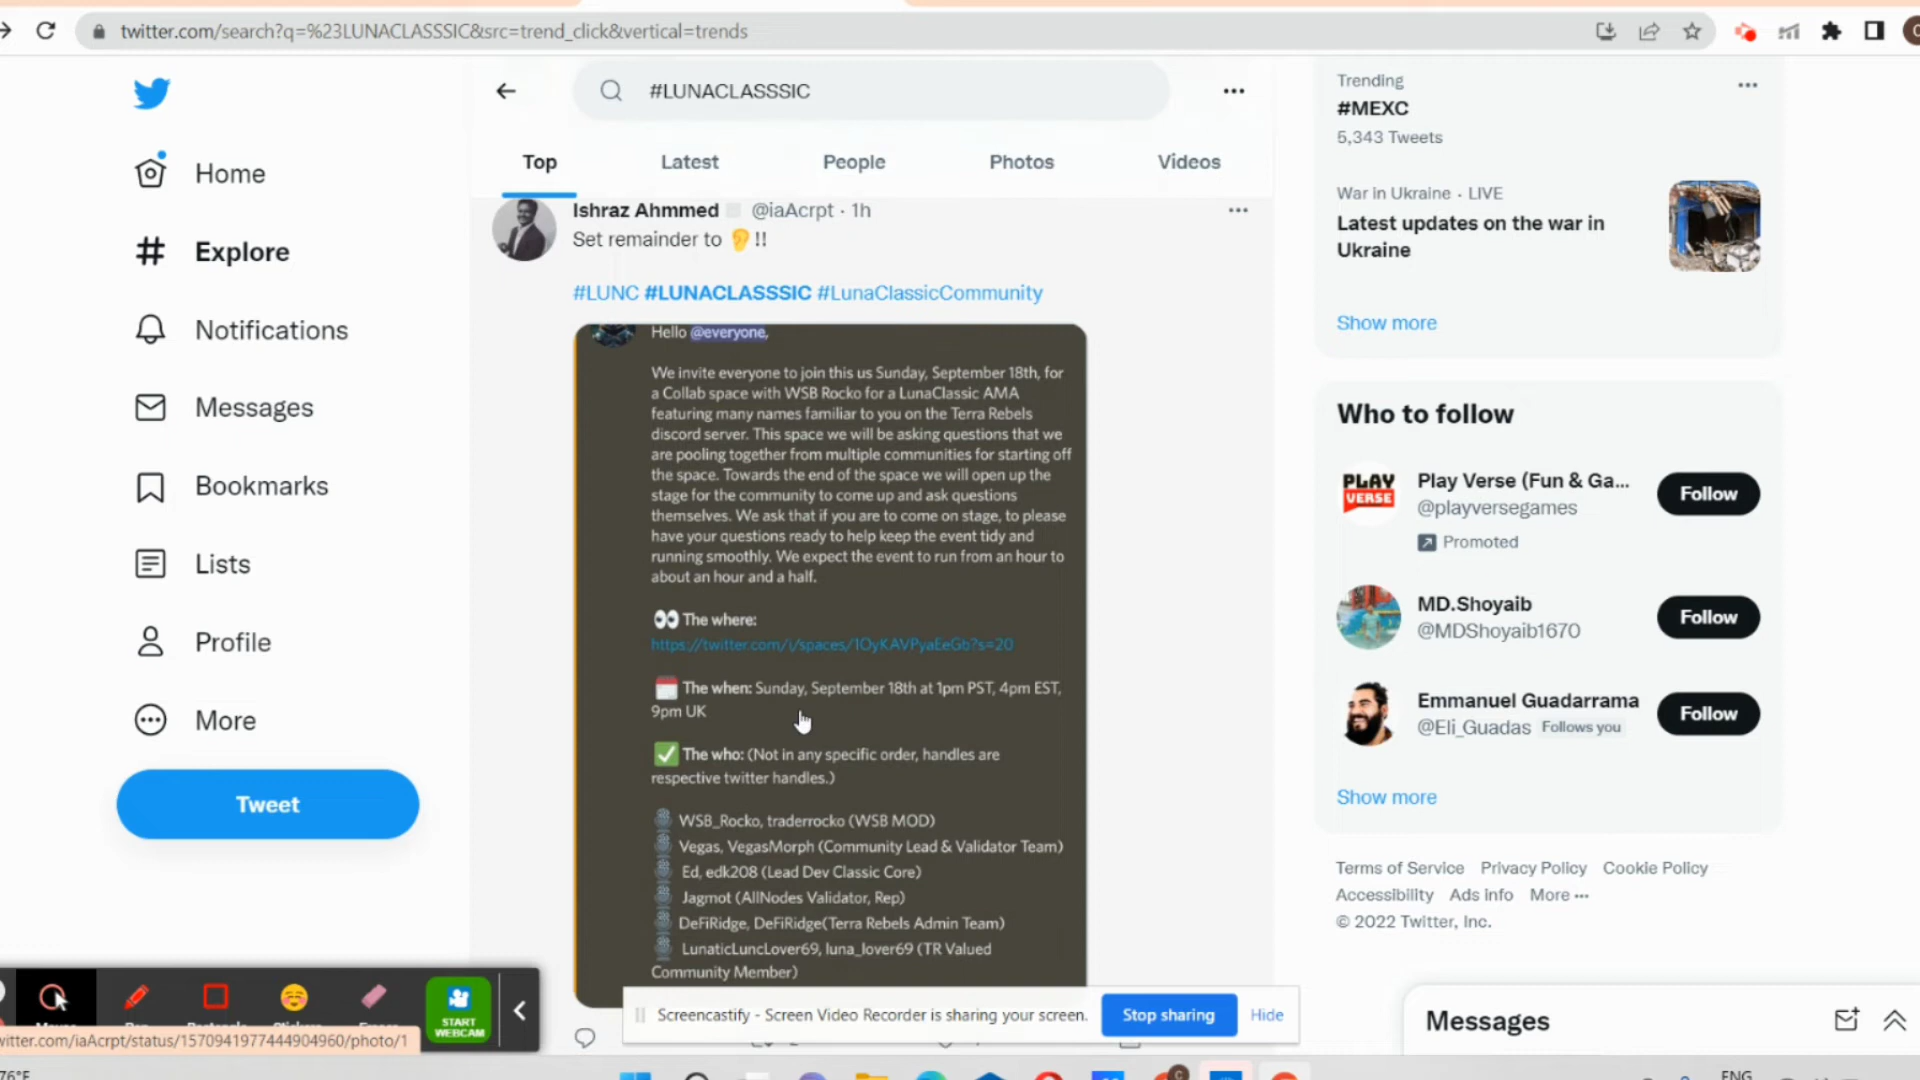 twitter.com/search?q=%23LUNACLASSSIC&src=trend_click&vertical=trends
Home
Explore
Notifications
Messages
Bookmarks
Lists
Profile
More
Tweet
#LUNACLASSSIC
Top
Latest
People
Photos
Videos
Ishraz Ahmmed @iaAcrpt · 1h
Set remainder to 👂!!
#LUNC #LUNACLASSSIC #LunaClassicCommunity
Hello @everyone,
We invite everyone to join this us Sunday, September 18th, for
a Collab space with WSB Rocko for a LunaClassic AMA
featuring many names familiar to you on the Terra Rebels
discord server. This space we will be asking questions that we
are pooling together from multiple communities for starting off
the space. Towards the end of the space we will open up the
stage for the community to come up and ask questions
themselves. We ask that if you are to come on stage, to please
have your questions ready to help keep the event tidy and
running smoothly. We expect the event to run from an hour to
about an hour and a half.
👀 The where:
https://twitter.com/i/spaces/1OyKAVPyaEeGb?s=20
The when: Sunday, September 18th at 1pm PST, 4pm EST,
9pm UK
✅ The who: (Not in any specific order, handles are
respective twitter handles.)
WSB_Rocko, traderrocko (WSB MOD)
Vegas, VegasMorph (Community Lead & Validator Team)
Ed, edk208 (Lead Dev Classic Core)
Jagmot (AllNodes Validator, Rep)
DeFiRidge, DeFiRidge(Terra Rebels Admin Team)
LunaticLuncLover69, luna_lover69 (TR Valued
Community Member)
Trending
#MEXC
5,343 Tweets
War in Ukraine · LIVE
Latest updates on the war in
Ukraine
Show more
Who to follow
PLAY
VERSE
Play Verse (Fun & Ga...
@playversegames
Promoted
Follow
MD.Shoyaib
@MDShoyaib1670
Follow
Emmanuel Guadarrama
@Eli_Guadas Follows you
Follow
Show more
Terms of Service Privacy Policy Cookie Policy
Accessibility Ads info More ···
© 2022 Twitter, Inc.
Messages
START
WEBCAM
Screencastify - Screen Video Recorder is sharing your screen.
Stop sharing
Hide
witter.com/iaAcrpt/status/1570941977444904960/photo/1
76°F
ENG